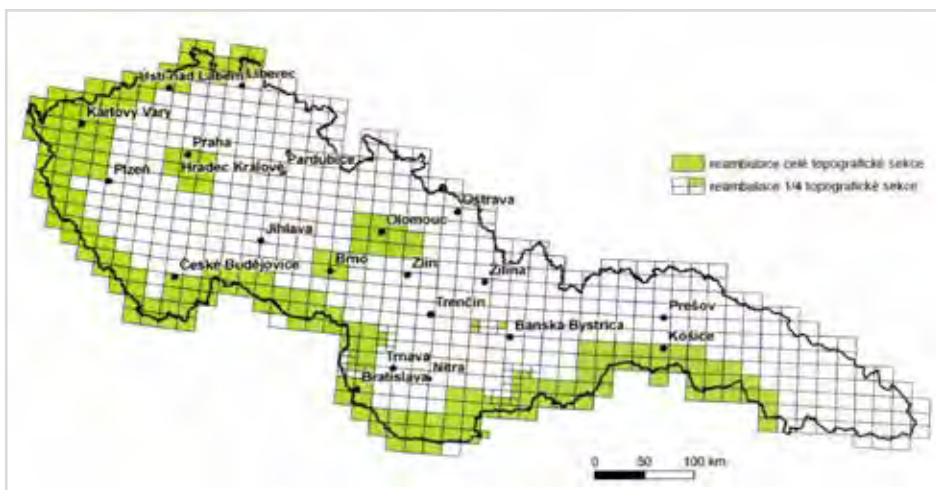 Ústí nad Labem
Liberec
Karlovy Vary
Praha
Hradec Králové
Pardubice
Plzeň
Ostrava
Olomouc
Jihlava
České Budějovice
Brno
Zlín
Žilina
Trenčín
Banská Bystrica
Prešov
Košice
Trnava
Nitra
Bratislava
reambulace celé topografické sekce
reambulace 1/4 topografické sekce
0 50 100 km